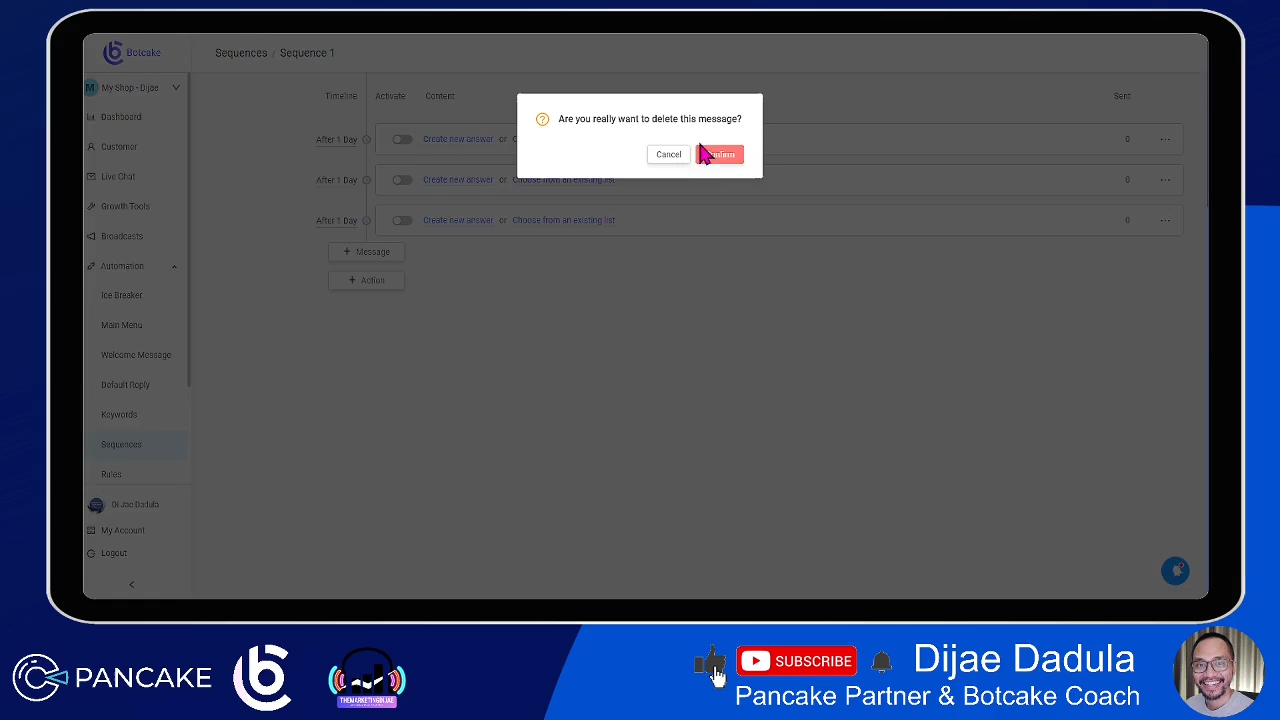 Botcake
Sequences / Sequence 1
M My Shop - Dijae
Dashboard
Customer
Live Chat
Growth Tools
Broadcasts
Automation
Ice Breaker
Main Menu
Welcome Message
Default Reply
Keywords
Sequences
Rules
Di Jae Dadula
My Account
Logout
Timeline Activate Content Sent
After 1 Day Create new answer or 0
After 1 Day Create new answer or Choose from an existing list 0
After 1 Day Create new answer or Choose from an existing list 0
+ Message
+ Action
Are you really want to delete this message?
Cancel
PANCAKE
THEMARKETINGDIJAE
SUBSCRIBE
Dijae Dadula
Pancake Partner & Botcake Coach